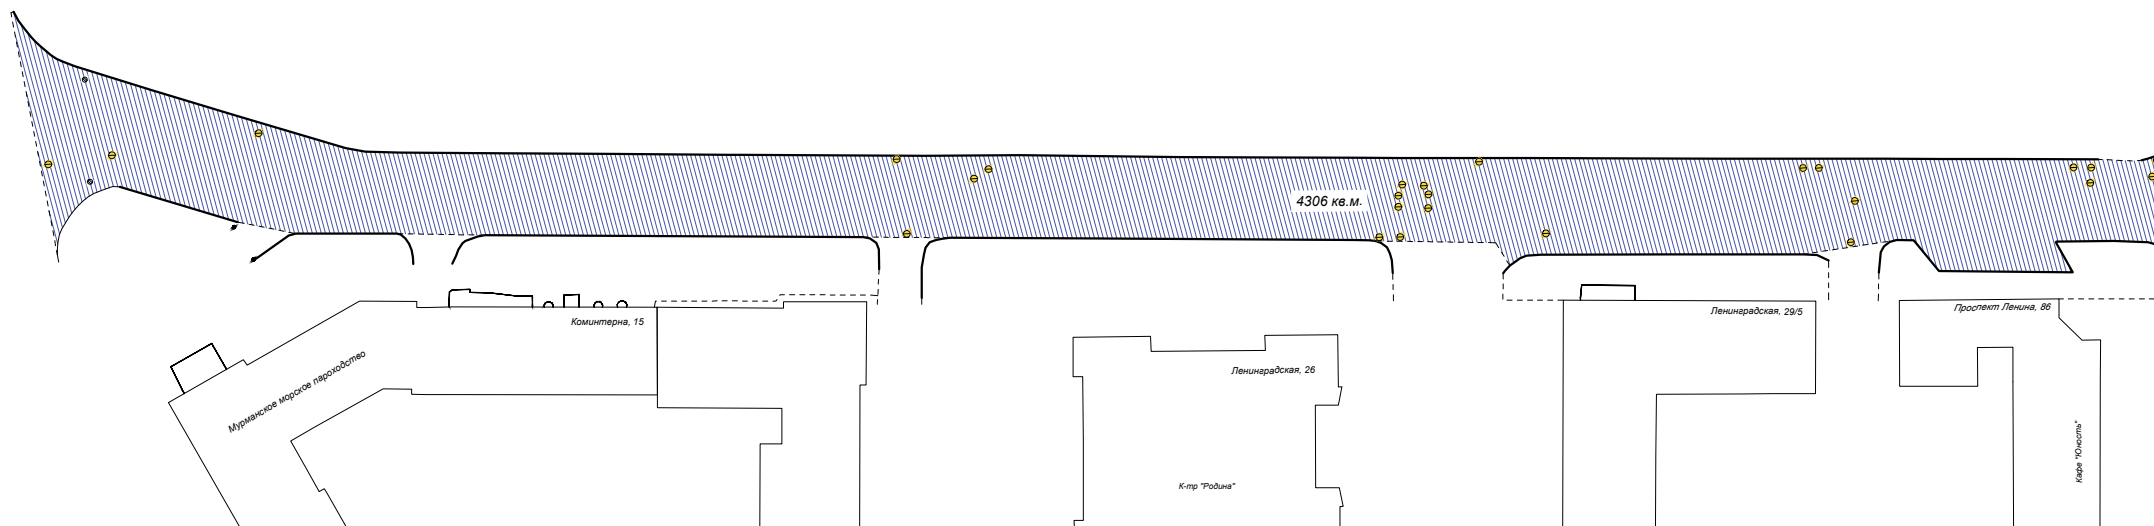 4306 кв.м.
Коминтерна, 15
Ленинградская, 29/5
Проспект Ленина, 86
Мурманское морское пароходство
Ленинградская, 26
К-тр "Родина"
Кафе "Юность"